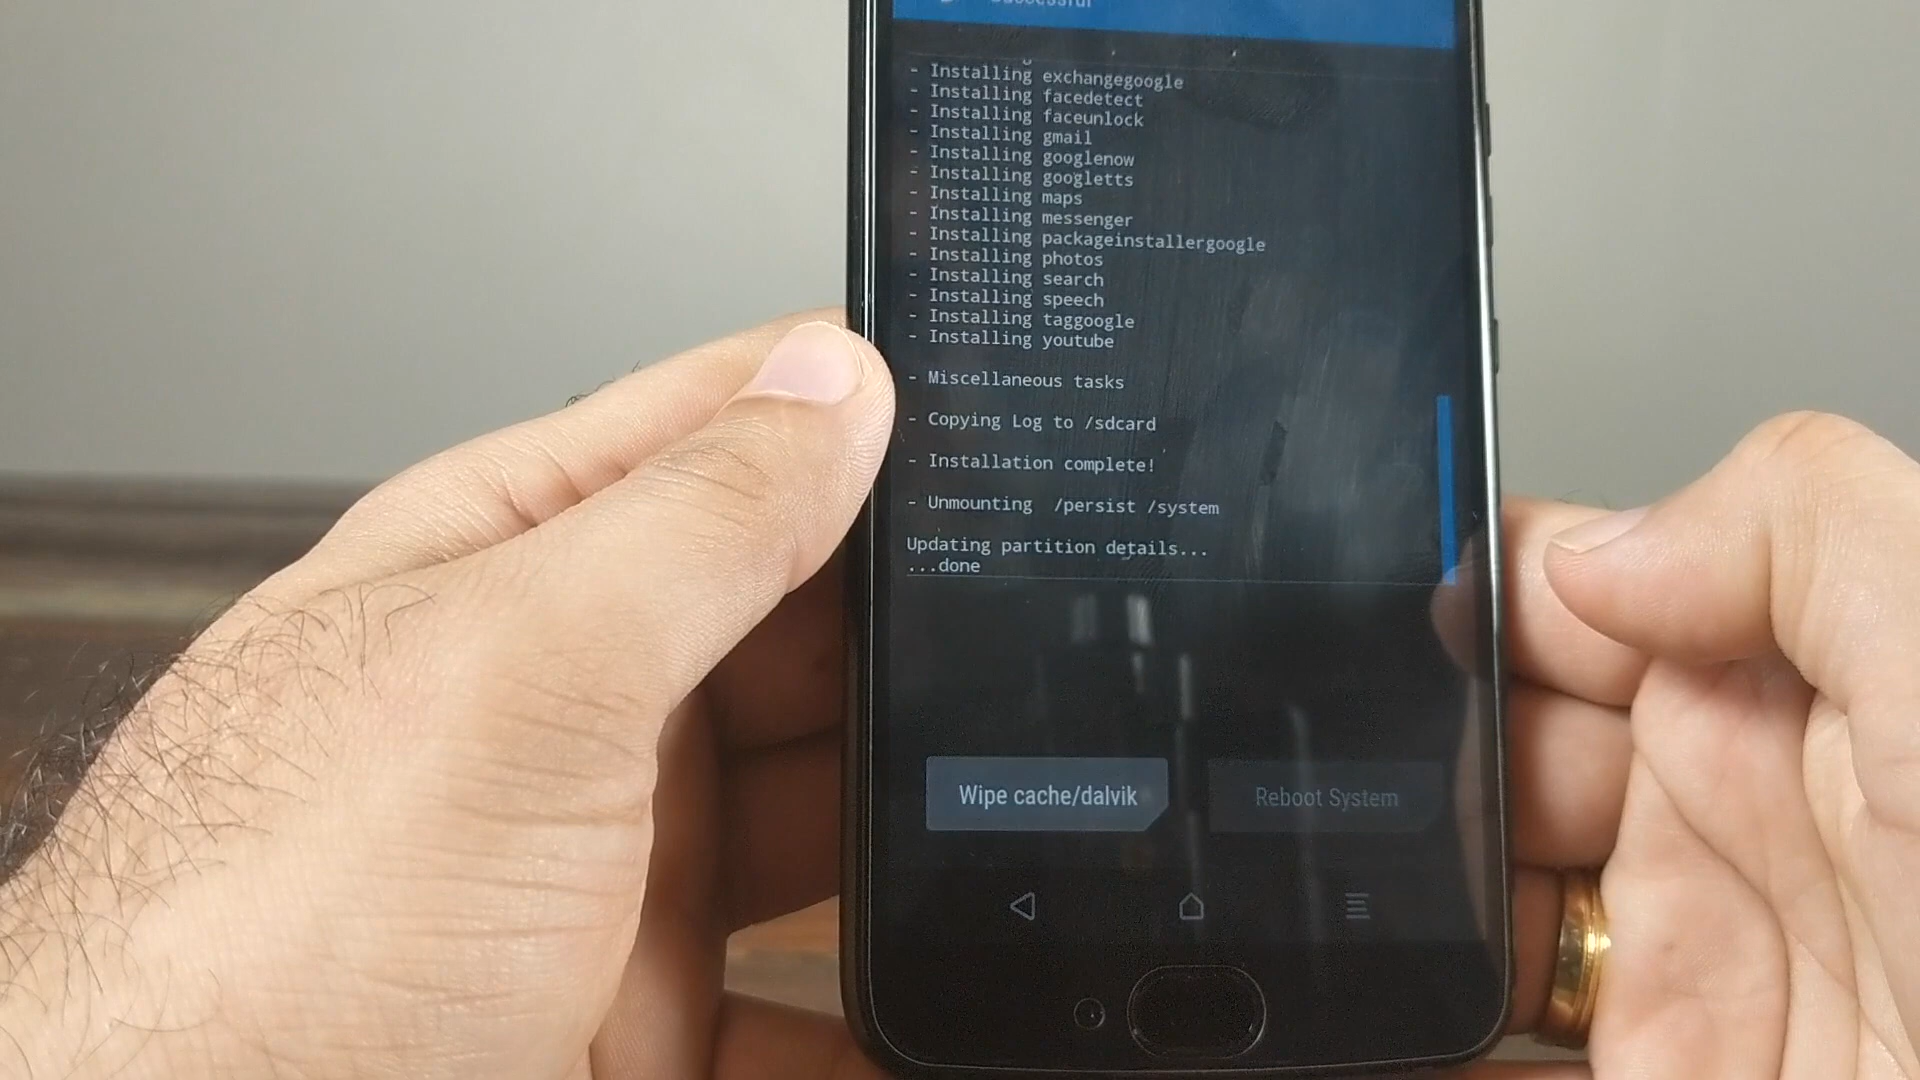 Successful
- Installing exchangegoogle
- Installing facedetect
- Installing faceunlock
- Installing gmail
- Installing googlenow
- Installing googletts
- Installing maps
- Installing messenger
- Installing packageinstallergoogle
- Installing photos
- Installing search
- Installing speech
- Installing taggoogle
- Installing youtube
- Miscellaneous tasks
- Copying Log to /sdcard
- Installation complete!
- Unmounting  /persist /system
Updating partition details...
...done
Wipe cache/dalvik
Reboot System